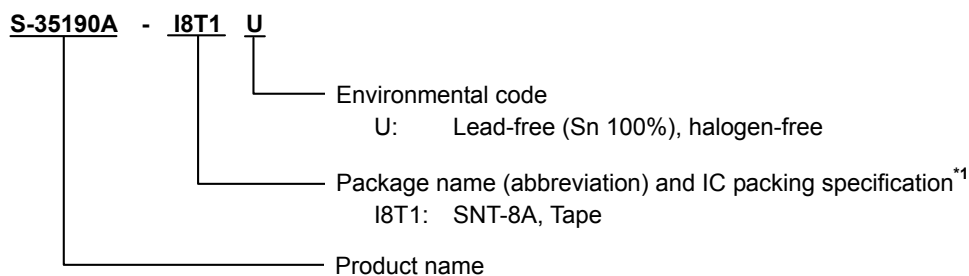 S-35190A - I8T1 U
Environmental code
U: Lead-free (Sn 100%), halogen-free
Package name (abbreviation) and IC packing specification*1
I8T1: SNT-8A, Tape
Product name